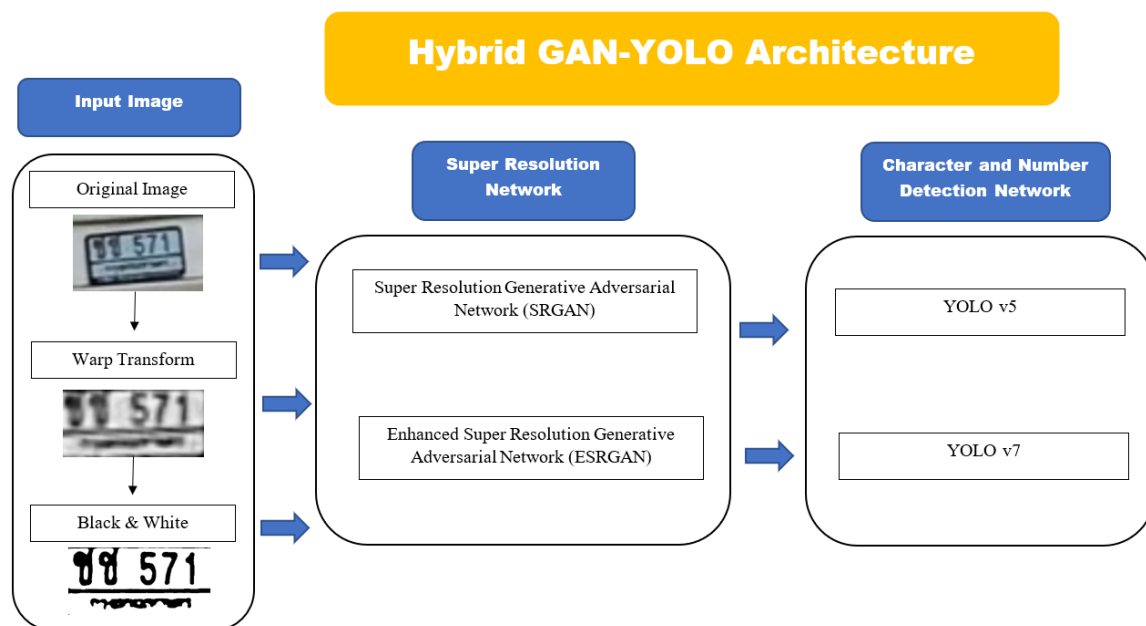 Hybrid GAN-YOLO Architecture
Input Image
Original Image
ชช 571
Warp Transform
ชช 571
Black & White
ชช 571
Super Resolution
Network
Super Resolution Generative Adversarial
Network (SRGAN)
Enhanced Super Resolution Generative
Adversarial Network (ESRGAN)
Character and Number
Detection Network
YOLO v5
YOLO v7